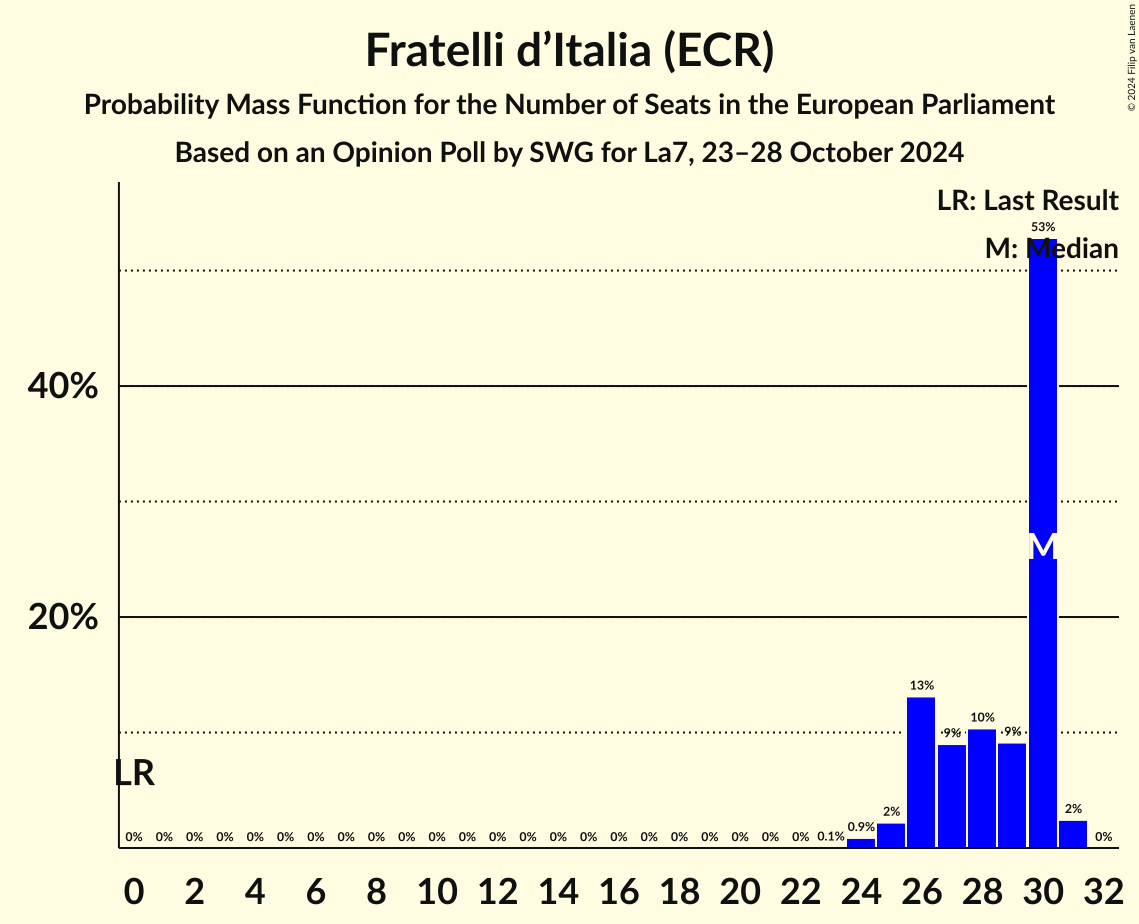 Fratelli d’Italia (ECR)
Probability Mass Function for the Number of Seats in the European Parliament
Based on an Opinion Poll by SWG for La7, 23–28 October 2024
© 2024 Filip van Laenen
LR: Last Result
53%
M: Median
40%
M
20%
13%
10%
9% 9%
LR
2% 2%
0.9%
0% 0% 0% 0% 0% 0% 0% 0% 0% 0% 0% 0% 0% 0% 0% 0% 0% 0% 0% 0% 0% 0% 0% 0.1% 0%
0 2 4 6 8 10 12 14 16 18 20 22 24 26 28 30 32